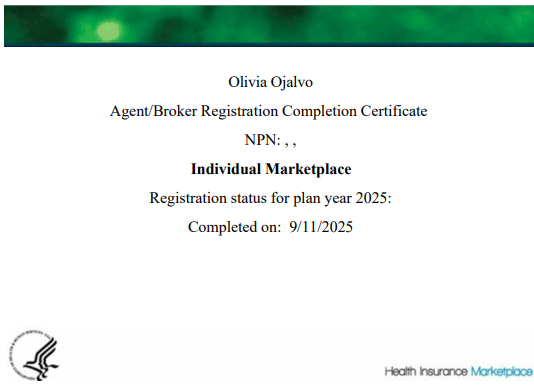 Olivia Ojalvo
Agent/Broker Registration Completion Certificate
NPN: , ,
Individual Marketplace
Registration status for plan year 2025:
Completed on: 9/11/2025
Health Insurance Marketplace